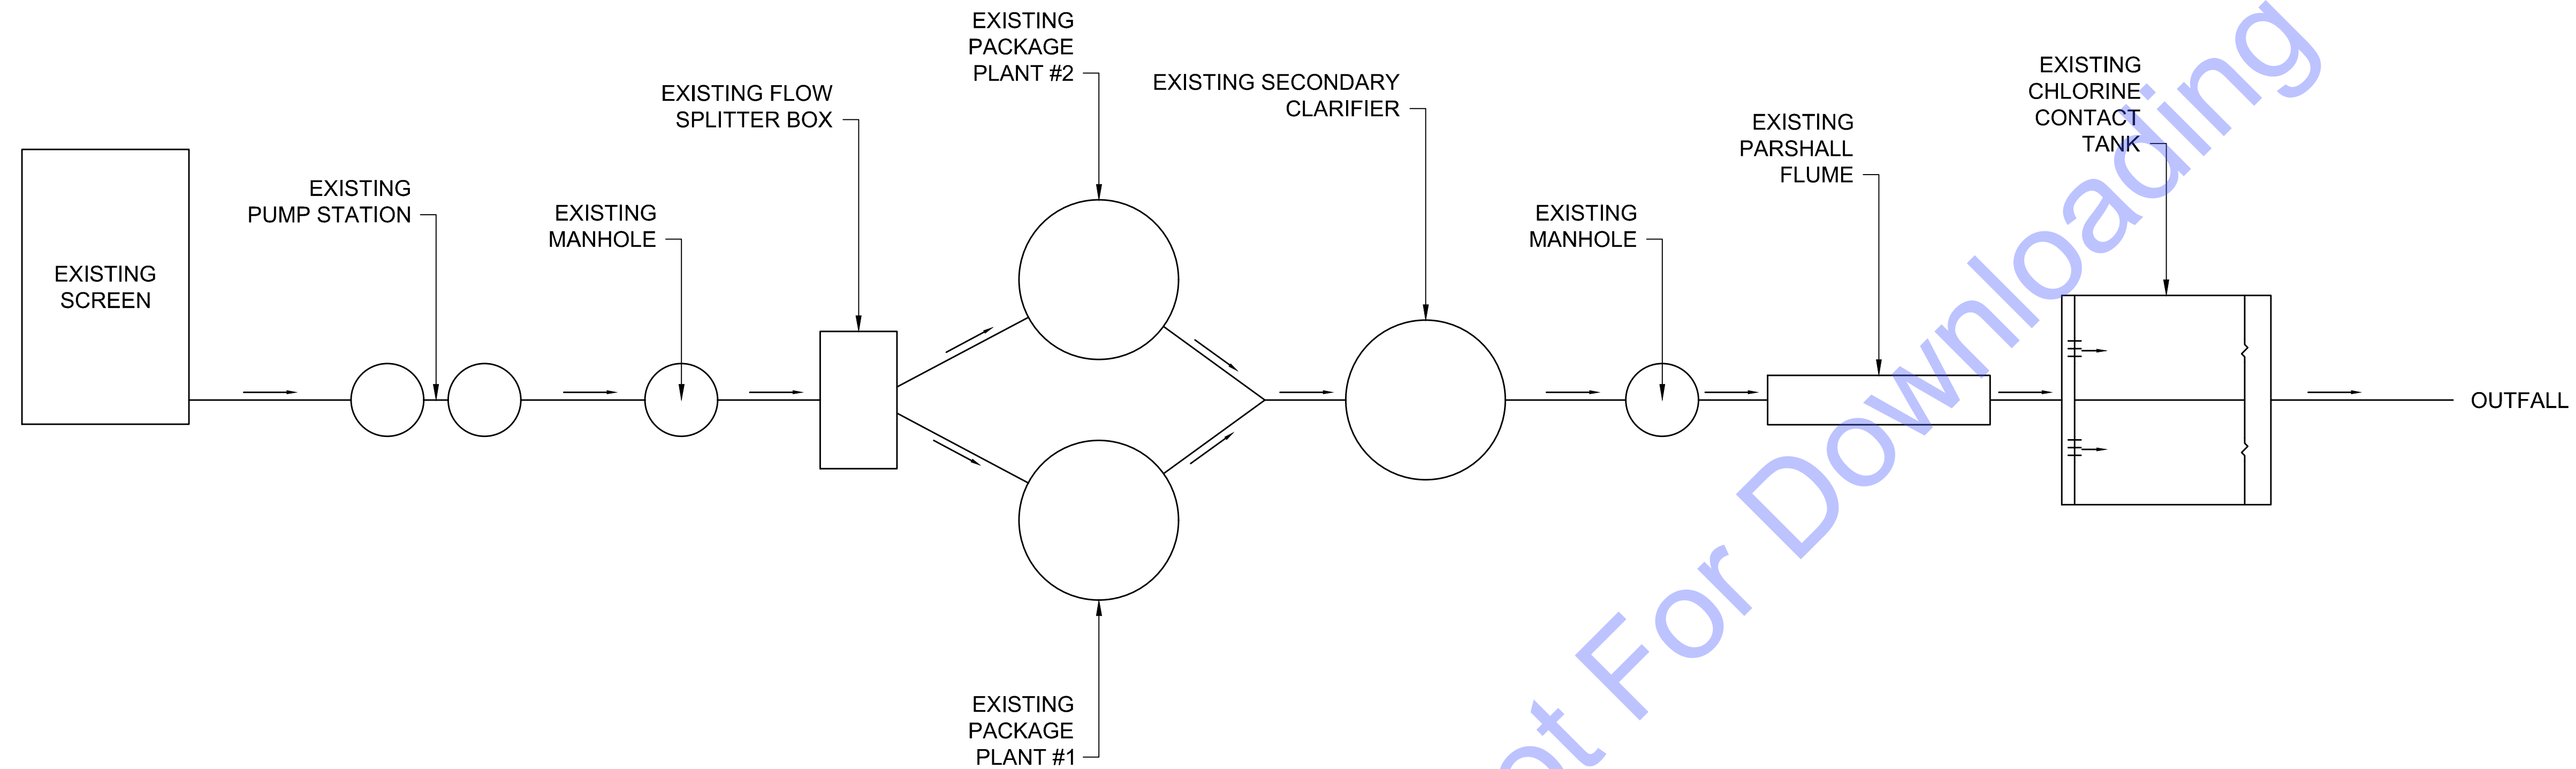 EXISTING
SCREEN
EXISTING
PUMP STATION
EXISTING
MANHOLE
EXISTING FLOW
SPLITTER BOX
EXISTING
PACKAGE
PLANT #2
EXISTING
PACKAGE
PLANT #1
EXISTING SECONDARY
CLARIFIER
EXISTING
MANHOLE
EXISTING
PARSHALL
FLUME
EXISTING
CHLORINE
CONTACT
TANK
OUTFALL
For Downloading